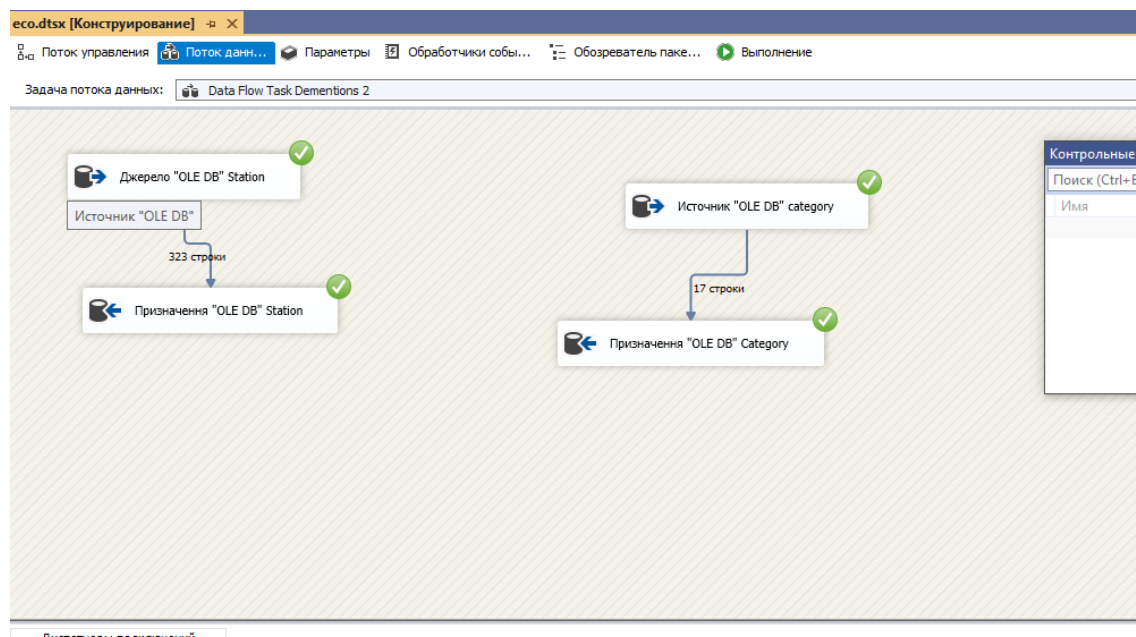 eco.dtsx [Конструирование]
Поток управления Поток данн... Параметры Обработчики собы... Обозреватель паке... Выполнение
Задача потока данных: Data Flow Task Dementions 2
Джерело "OLE DB" Station
Источник "OLE DB"
323 строки
Призначення "OLE DB" Station
Источник "OLE DB" category
17 строки
Призначення "OLE DB" Category
Контрольные
Поиск (Ctrl+E
Имя